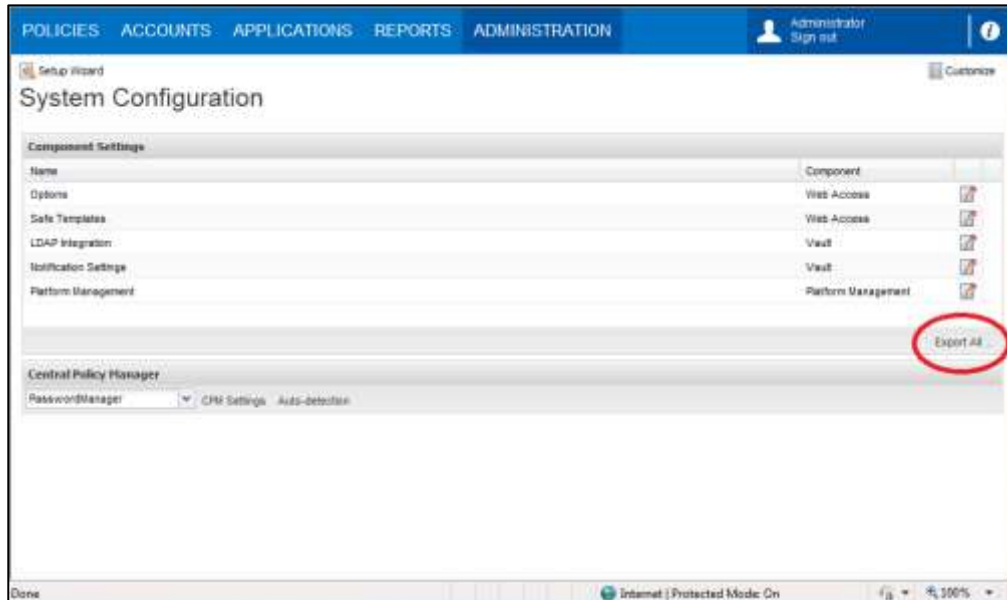 POLICIES ACCOUNTS APPLICATIONS REPORTS ADMINISTRATION Administrator
Sign out
Setup Wizard Customize
System Configuration
Component Settings
Name Component
Options Web Access
Safe Templates Web Access
LDAP Integration Vault
Notification Settings Vault
Platform Management Platform Management
Export All
Central Policy Manager
PasswordManager CPM Settings Auto-detection
Done Internet | Protected Mode: On 100%